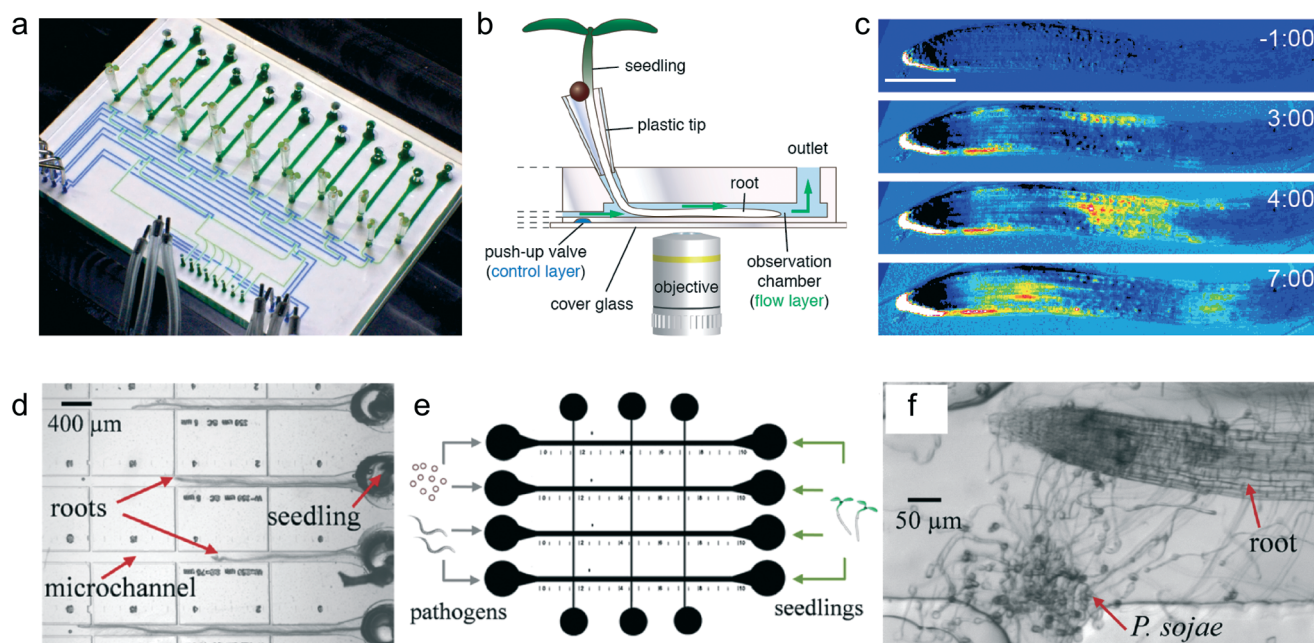 a
b
seedling
plastic tip
outlet
root
push-up valve
(control layer)
cover glass
objective
observation
chamber
(flow layer)
c
-1:00
3:00
4:00
7:00
d
400 µm
roots
seedling
microchannel
e
pathogens
seedlings
f
50 µm
root
P. sojae